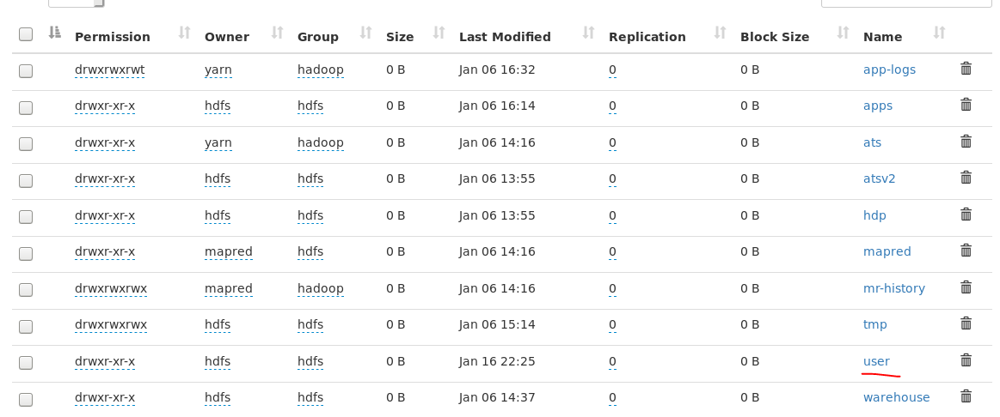 Permission Owner Group Size Last Modified Replication Block Size Name
drwxrwxrwt yarn hadoop 0 B Jan 06 16:32 0 0 B app-logs
drwxr-xr-x hdfs hdfs 0 B Jan 06 16:14 0 0 B apps
drwxr-xr-x yarn hadoop 0 B Jan 06 14:16 0 0 B ats
drwxr-xr-x hdfs hdfs 0 B Jan 06 13:55 0 0 B atsv2
drwxr-xr-x hdfs hdfs 0 B Jan 06 13:55 0 0 B hdp
drwxr-xr-x mapred hdfs 0 B Jan 06 14:16 0 0 B mapred
drwxrwxrwx mapred hadoop 0 B Jan 06 14:16 0 0 B mr-history
drwxrwxrwx hdfs hdfs 0 B Jan 06 15:14 0 0 B tmp
drwxr-xr-x hdfs hdfs 0 B Jan 16 22:25 0 0 B user
drwxr-xr-x hdfs hdfs 0 B Jan 06 14:37 0 0 B warehouse